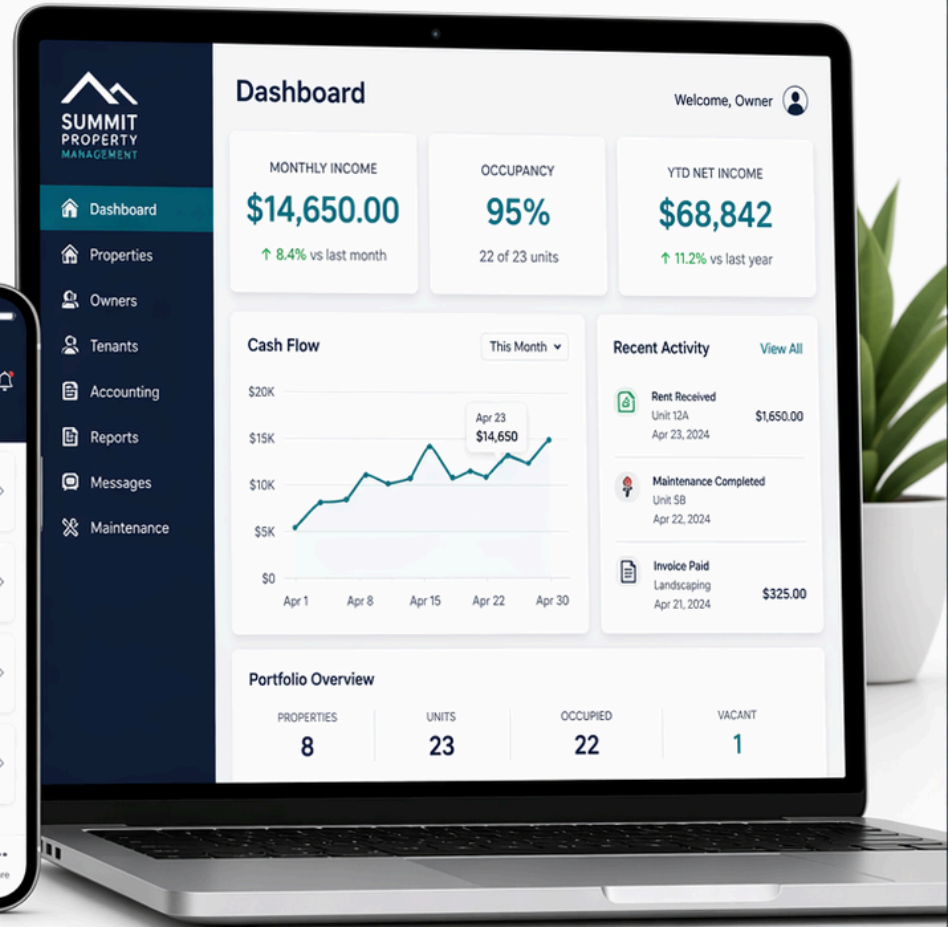 SUMMIT
PROPERTY
MANAGEMENT
Dashboard
Properties
Owners
Tenants
Accounting
Reports
Messages
Maintenance
Dashboard
Welcome, Owner
MONTHLY INCOME
$14,650.00
↑ 8.4% vs last month
OCCUPANCY
95%
22 of 23 units
YTD NET INCOME
$68,842
↑ 11.2% vs last year
Cash Flow
This Month
$20K
$15K
$10K
$5K
$0
Apr 23
$14,650
Apr 1
Apr 8
Apr 15
Apr 22
Apr 30
Recent Activity
View All
Rent Received
Unit 12A
Apr 23, 2024
$1,650.00
Maintenance Completed
Unit 5B
Apr 22, 2024
Invoice Paid
Landscaping
Apr 21, 2024
$325.00
Portfolio Overview
PROPERTIES
8
UNITS
23
OCCUPIED
22
VACANT
1